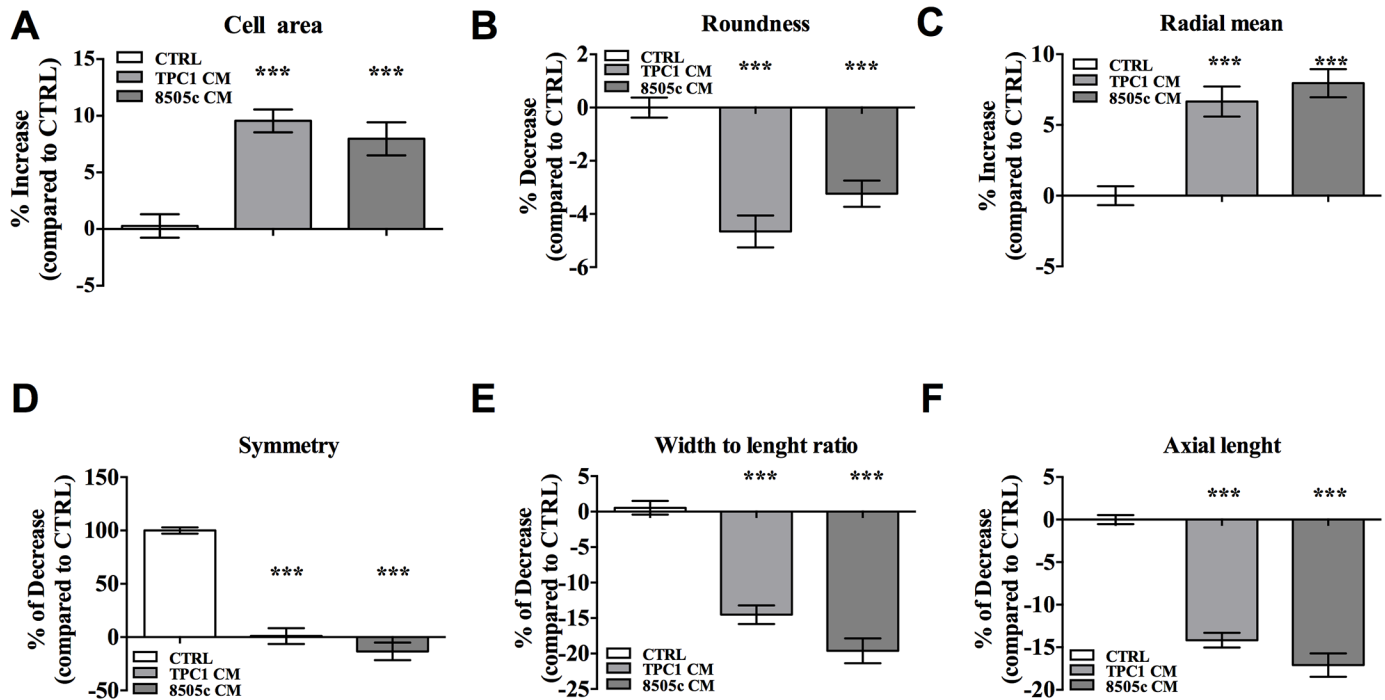 A
Cell area
CTRL
TPC1 CM
8505c CM
% Increase
(compared to CTRL)
15
10
5
0
-5
***
***
B
Roundness
CTRL
TPC1 CM
8505c CM
% Decrease
(compared to CTRL)
2
0
-2
-4
-6
***
***
C
Radial mean
CTRL
TPC1 CM
8505c CM
% Increase
(compared to CTRL)
10
5
0
-5
***
***
D
Symmetry
% of Decrease
(compared to CTRL)
150
100
50
0
-50
***
***
CTRL
TPC1 CM
8505c CM
E
Width to lenght ratio
% of Decrease
(compared to CTRL)
5
0
-5
-10
-15
-20
-25
***
***
CTRL
TPC1 CM
8505c CM
F
Axial lenght
% of Decrease
(compared to CTRL)
5
0
-5
-10
-15
-20
***
***
CTRL
TPC1 CM
8505c CM